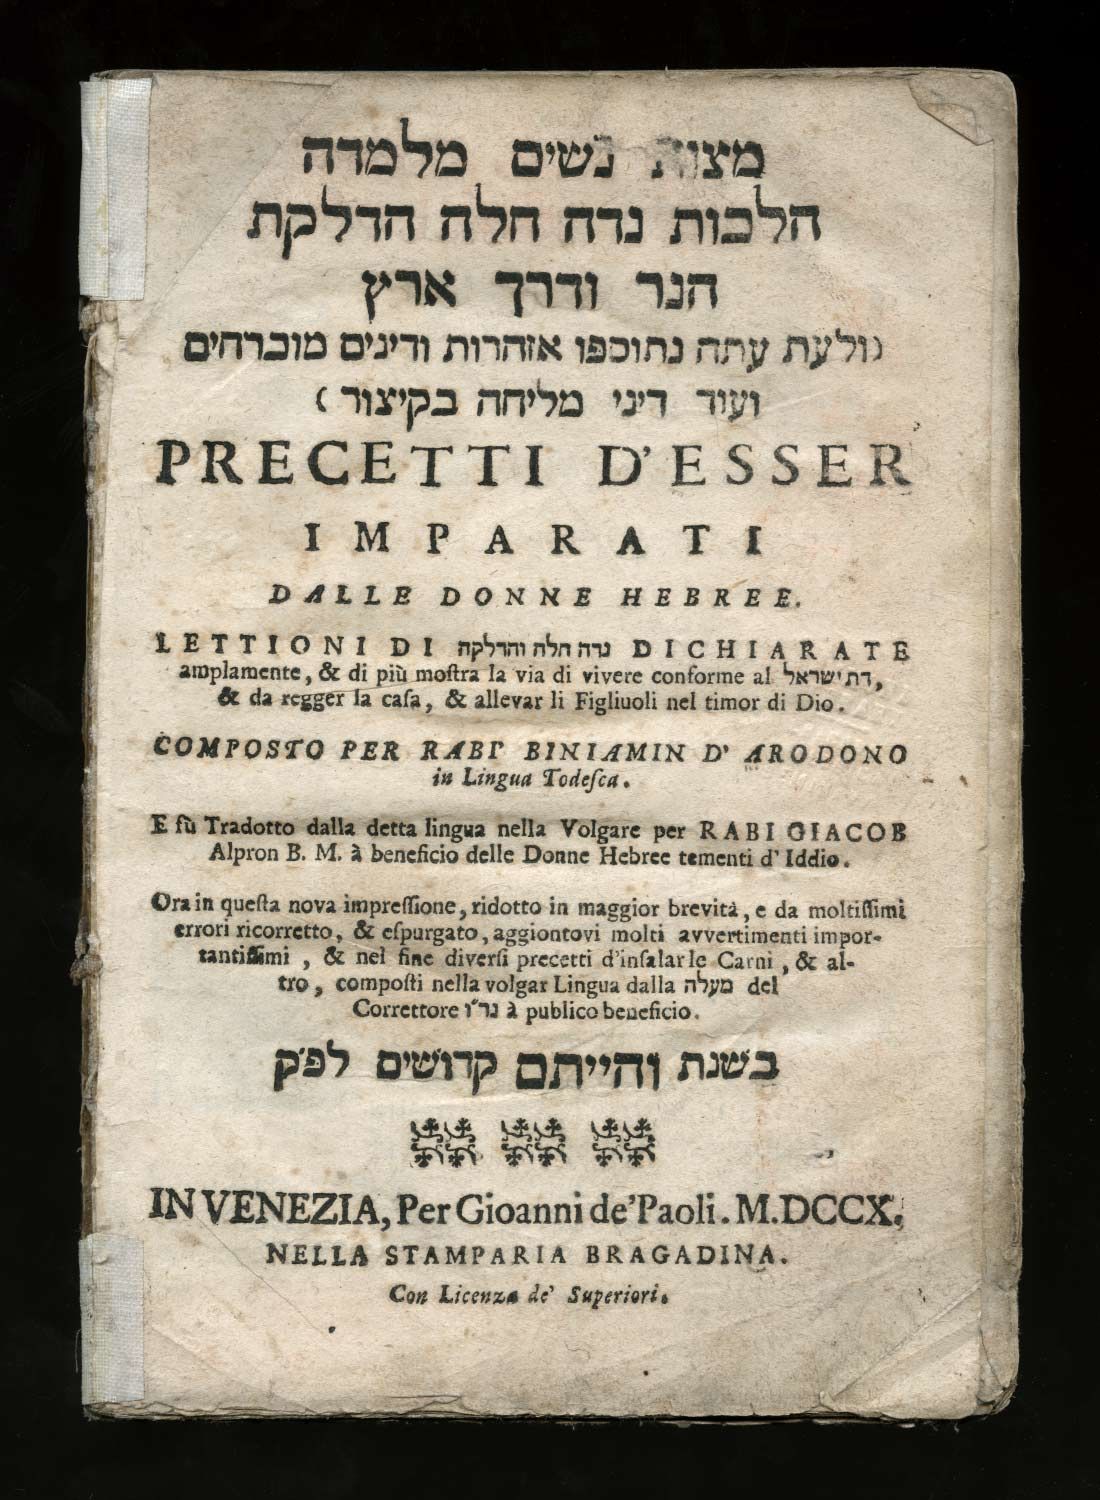 מצות נשים מלמדה
הלכות נדה חלה הדלקת
הנר ודרך ארץ
ולעת עתה נתוספו אזהרות ודינים מוכרחים
ועוד דיני מליחה בקיצור )
PRECETTI D'ESSER
IMPARATI
DALLE DONNE HEBREE.
LETTIONI DI נדה חלה והדלקה DICHIARATE
amplamente, & di più moſtra la via di vivere conforme al דת ישראל,
& da regger la caſa, & allevar li Figliuoli nel timor di Dio.
COMPOSTO PER RABI' BINIAMIN D' ARODONO
in Lingua Todeſca.
E fù Tradotto dalla detta lingua nella Volgare per RABI GIACOB
Alpron B. M. à beneficio delle Donne Hebree tementi d' Iddio.
Ora in queſta nova impreſſione, ridotto in maggior brevità, e da moltiſſimi
errori ricorretto, & eſpurgato, aggiontovi molti avvertimenti impor-
tantiſſimi, & nel fine diverſi precetti d'inſalar le Carni, & al-
tro, compoſti nella volgar Lingua dalla מעלה del
Correttore נר"ו à publico beneficio.
בשנת והייתם קדושים לפ"ק
IN VENEZIA, Per Gioanni de' Paoli. M.DCCX.
NELLA STAMPARIA BRAGADINA.
Con Licenza de' Superiori.